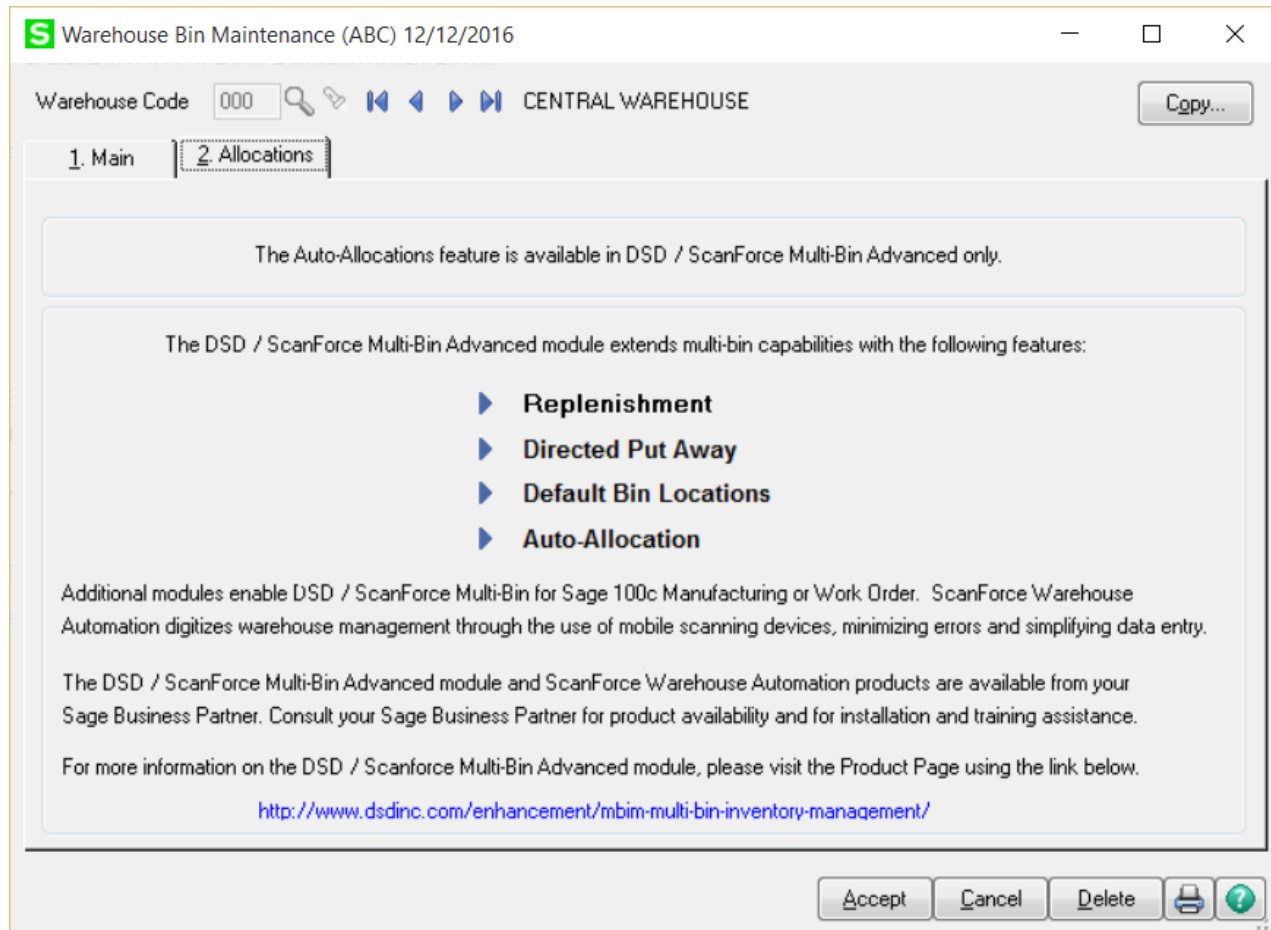 S Warehouse Bin Maintenance (ABC) 12/12/2016
Warehouse Code 000 CENTRAL WAREHOUSE Copy...
1. Main 2. Allocations
The Auto-Allocations feature is available in DSD / ScanForce Multi-Bin Advanced only.
The DSD / ScanForce Multi-Bin Advanced module extends multi-bin capabilities with the following features:
Replenishment
Directed Put Away
Default Bin Locations
Auto-Allocation
Additional modules enable DSD / ScanForce Multi-Bin for Sage 100c Manufacturing or Work Order. ScanForce Warehouse
Automation digitizes warehouse management through the use of mobile scanning devices, minimizing errors and simplifying data entry.
The DSD / ScanForce Multi-Bin Advanced module and ScanForce Warehouse Automation products are available from your
Sage Business Partner. Consult your Sage Business Partner for product availability and for installation and training assistance.
For more information on the DSD / Scanforce Multi-Bin Advanced module, please visit the Product Page using the link below.
http://www.dsdinc.com/enhancement/mbim-multi-bin-inventory-management/
Accept Cancel Delete ?